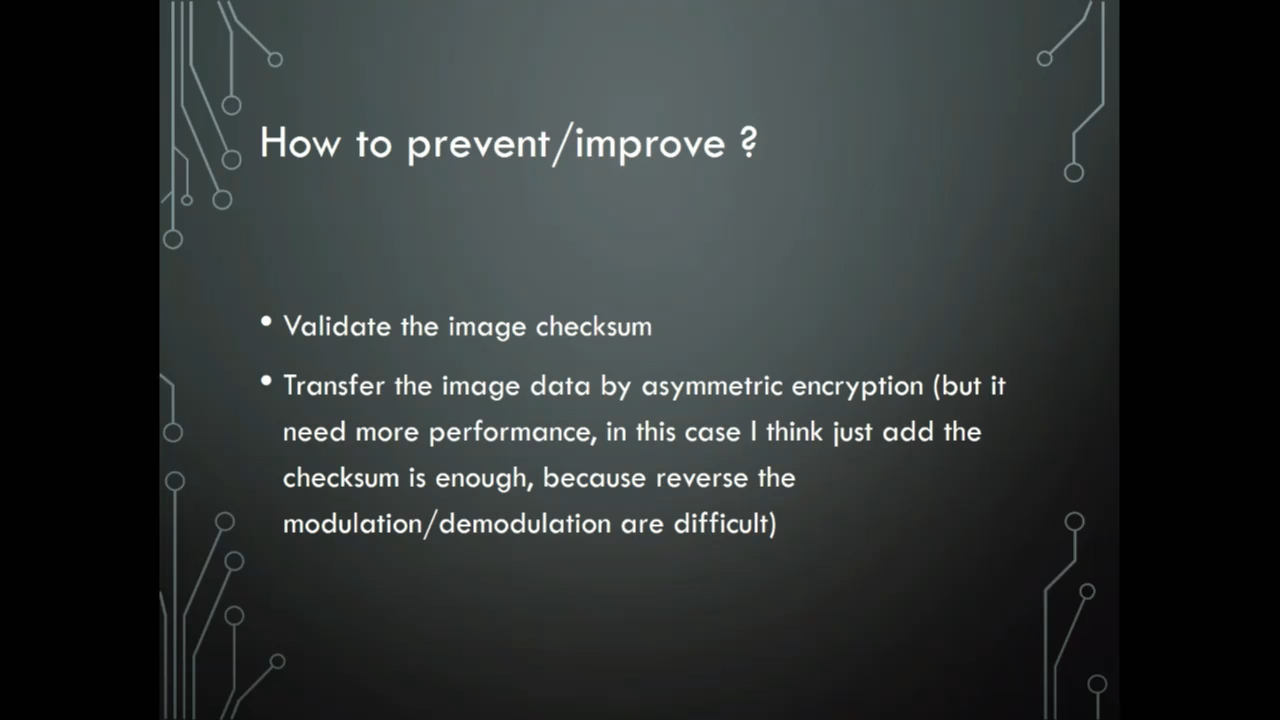 How to prevent/improve ?
• Validate the image checksum
• Transfer the image data by asymmetric encryption (but it
need more performance, in this case I think just add the
checksum is enough, because reverse the
modulation/demodulation are difficult)